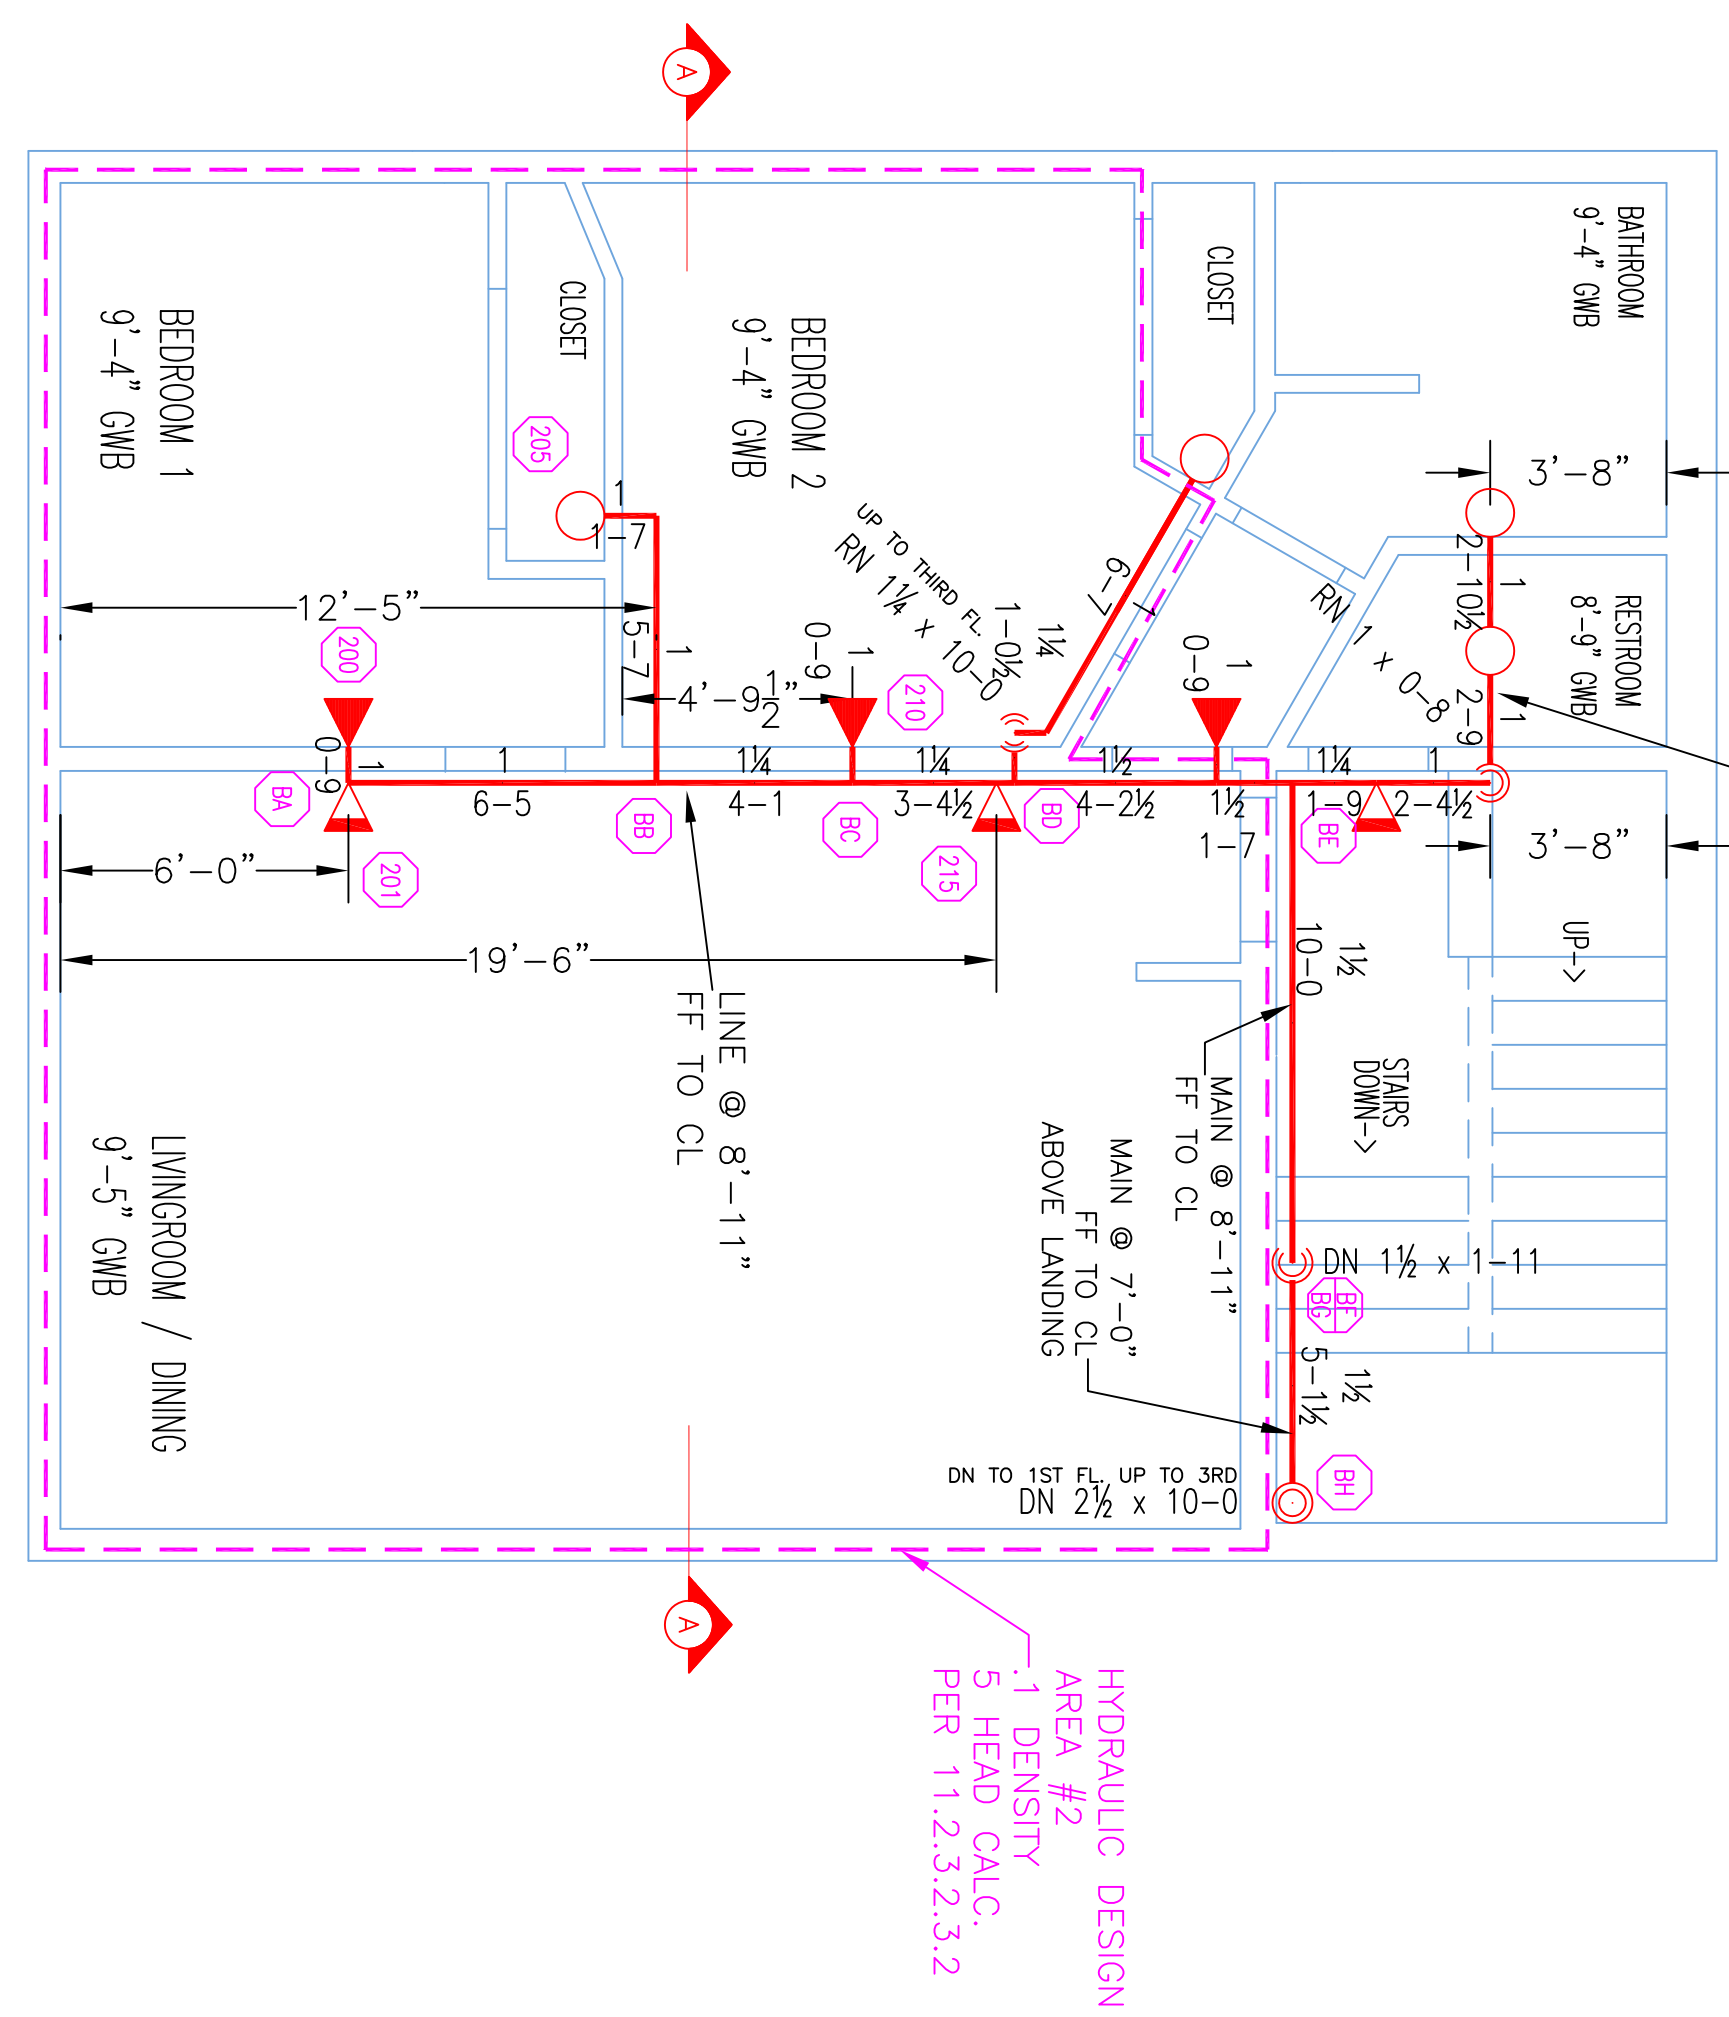 A
BATHROOM
9'-4" GWB
CLOSET
CLOSET
BEDROOM 1
9'-4" GWB
BEDROOM 2
9'-4" GWB
205
3'-8"
1
1-7
UP TO THIRD FL.
RN 1¼ x 10-0
6-7
1
1
2-10½
RN 1 x 0-8
RESTROOM
8'-9" GWB
12'-5"
200
1
5-7
1
0-9
1¼
1-0½
1
0-9
4'-9½"
210
1
2-9
1
0-9
1
6-5
1¼
4-1
1¼
3-4½
1½
4-2½
1½
1-7
1¼
1-9
1
2-4½
BA
BB
BC
BD
BE
3'-8"
6'-0"
201
215
19'-6"
1½
10-0
UP->
LINE @ 8'-11"
FF TO CL
MAIN @ 8'-11"
FF TO CL
STAIRS
DOWN->
MAIN @ 7'-0"
FF TO CL
ABOVE LANDING
LIVINGROOM / DINING
9'-5" GWB
DN 1½ x 1-11
BF
BG
1½
5-1½
DN TO 1ST FL. UP TO 3RD
DN 2½ x 10-0
BH
A
HYDRAULIC DESIGN
AREA #2
.1 DENSITY
5 HEAD CALC.
PER 11.2.3.2.3.2